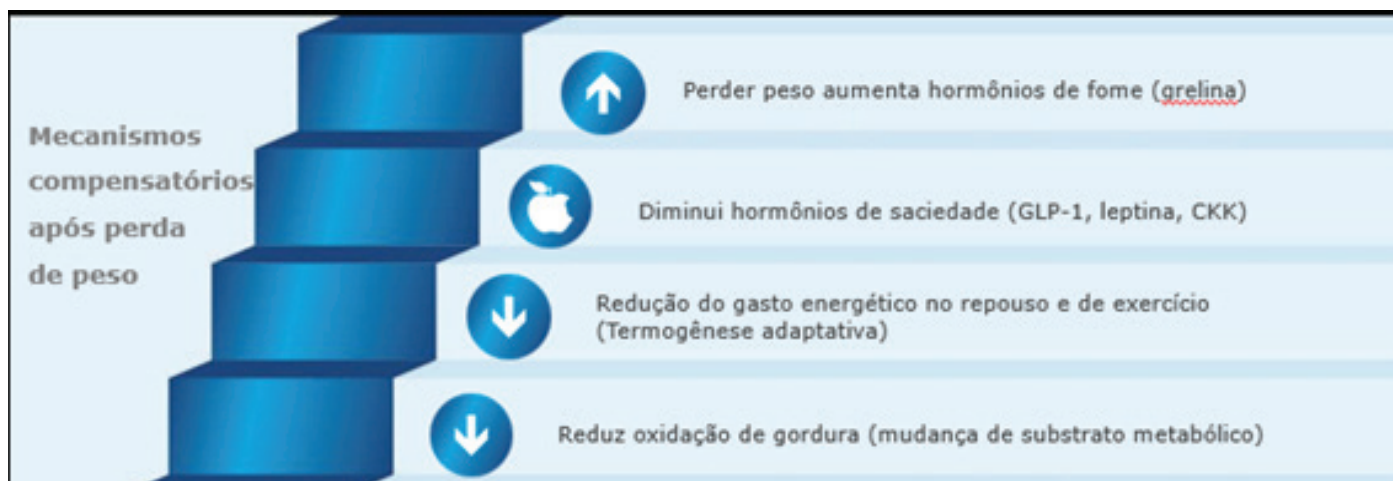 Mecanismos
compensatórios
após perda
de peso
Perder peso aumenta hormônios de fome (grelina)
Diminui hormônios de saciedade (GLP-1, leptina, CKK)
Redução do gasto energético no repouso e de exercício
(Termogênese adaptativa)
Reduz oxidação de gordura (mudança de substrato metabólico)